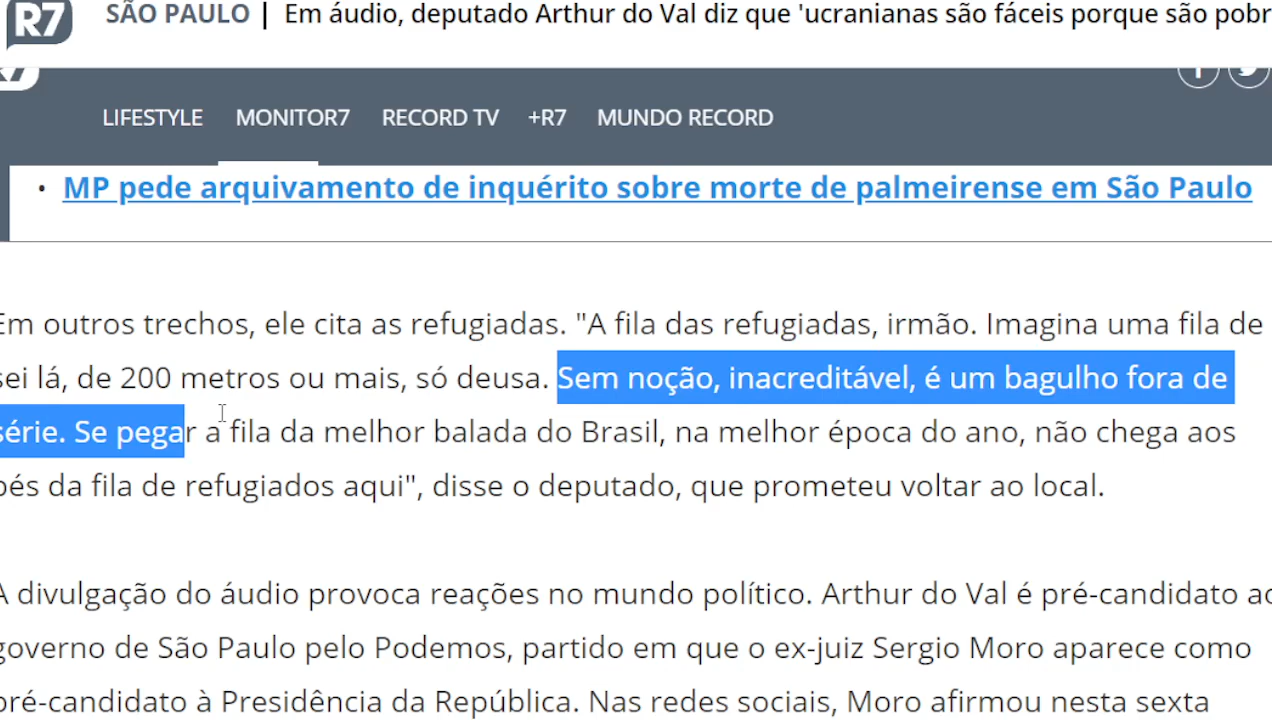 R7 SÃO PAULO | Em áudio, deputado Arthur do Val diz que 'ucranianas são fáceis porque são pobr
LIFESTYLE MONITOR7 RECORD TV +R7 MUNDO RECORD
• MP pede arquivamento de inquérito sobre morte de palmeirense em São Paulo
Em outros trechos, ele cita as refugiadas. "A fila das refugiadas, irmão. Imagina uma fila de
sei lá, de 200 metros ou mais, só deusa. Sem noção, inacreditável, é um bagulho fora de
série. Se pegar a fila da melhor balada do Brasil, na melhor época do ano, não chega aos
pés da fila de refugiados aqui", disse o deputado, que prometeu voltar ao local.
A divulgação do áudio provoca reações no mundo político. Arthur do Val é pré-candidato ao
governo de São Paulo pelo Podemos, partido em que o ex-juiz Sergio Moro aparece como
pré-candidato à Presidência da República. Nas redes sociais, Moro afirmou nesta sexta